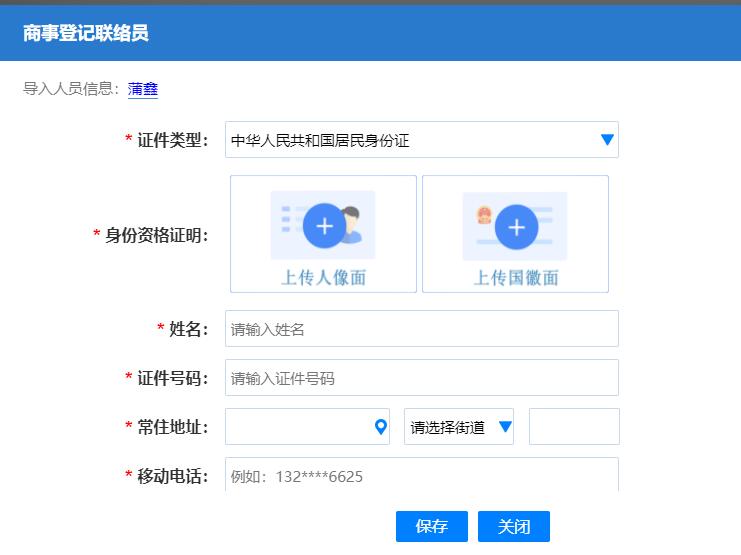 商事登记联络员
导入人员信息：蒲鑫
* 证件类型： 中华人民共和国居民身份证
* 身份资格证明： 上传人像面 上传国徽面
* 姓名： 请输入姓名
* 证件号码： 请输入证件号码
* 常住地址： 请选择街道
* 移动电话： 例如：132****6625
保存 关闭